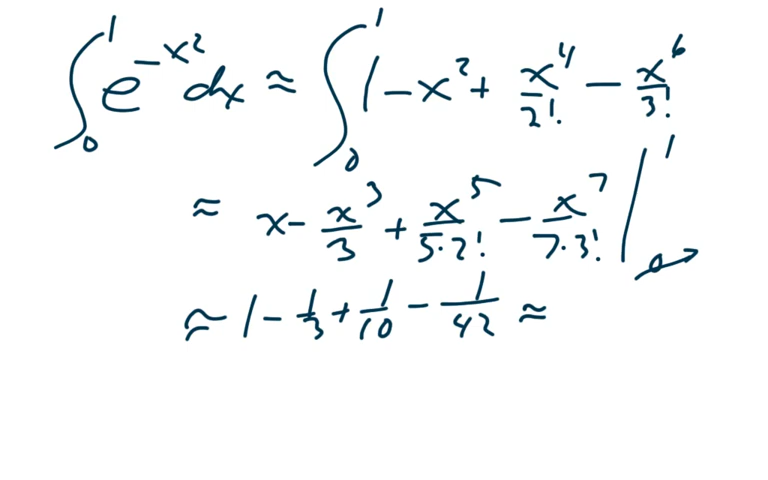 ∫₀¹ e^(-x²) dx ≈ ∫₀¹ 1 - x² + x⁴/2! - x⁶/3!
≈ x - x³/3 + x⁵/(5·2!) - x⁷/(7·3!) |₀¹
≈ 1 - 1/3 + 1/10 - 1/42 ≈